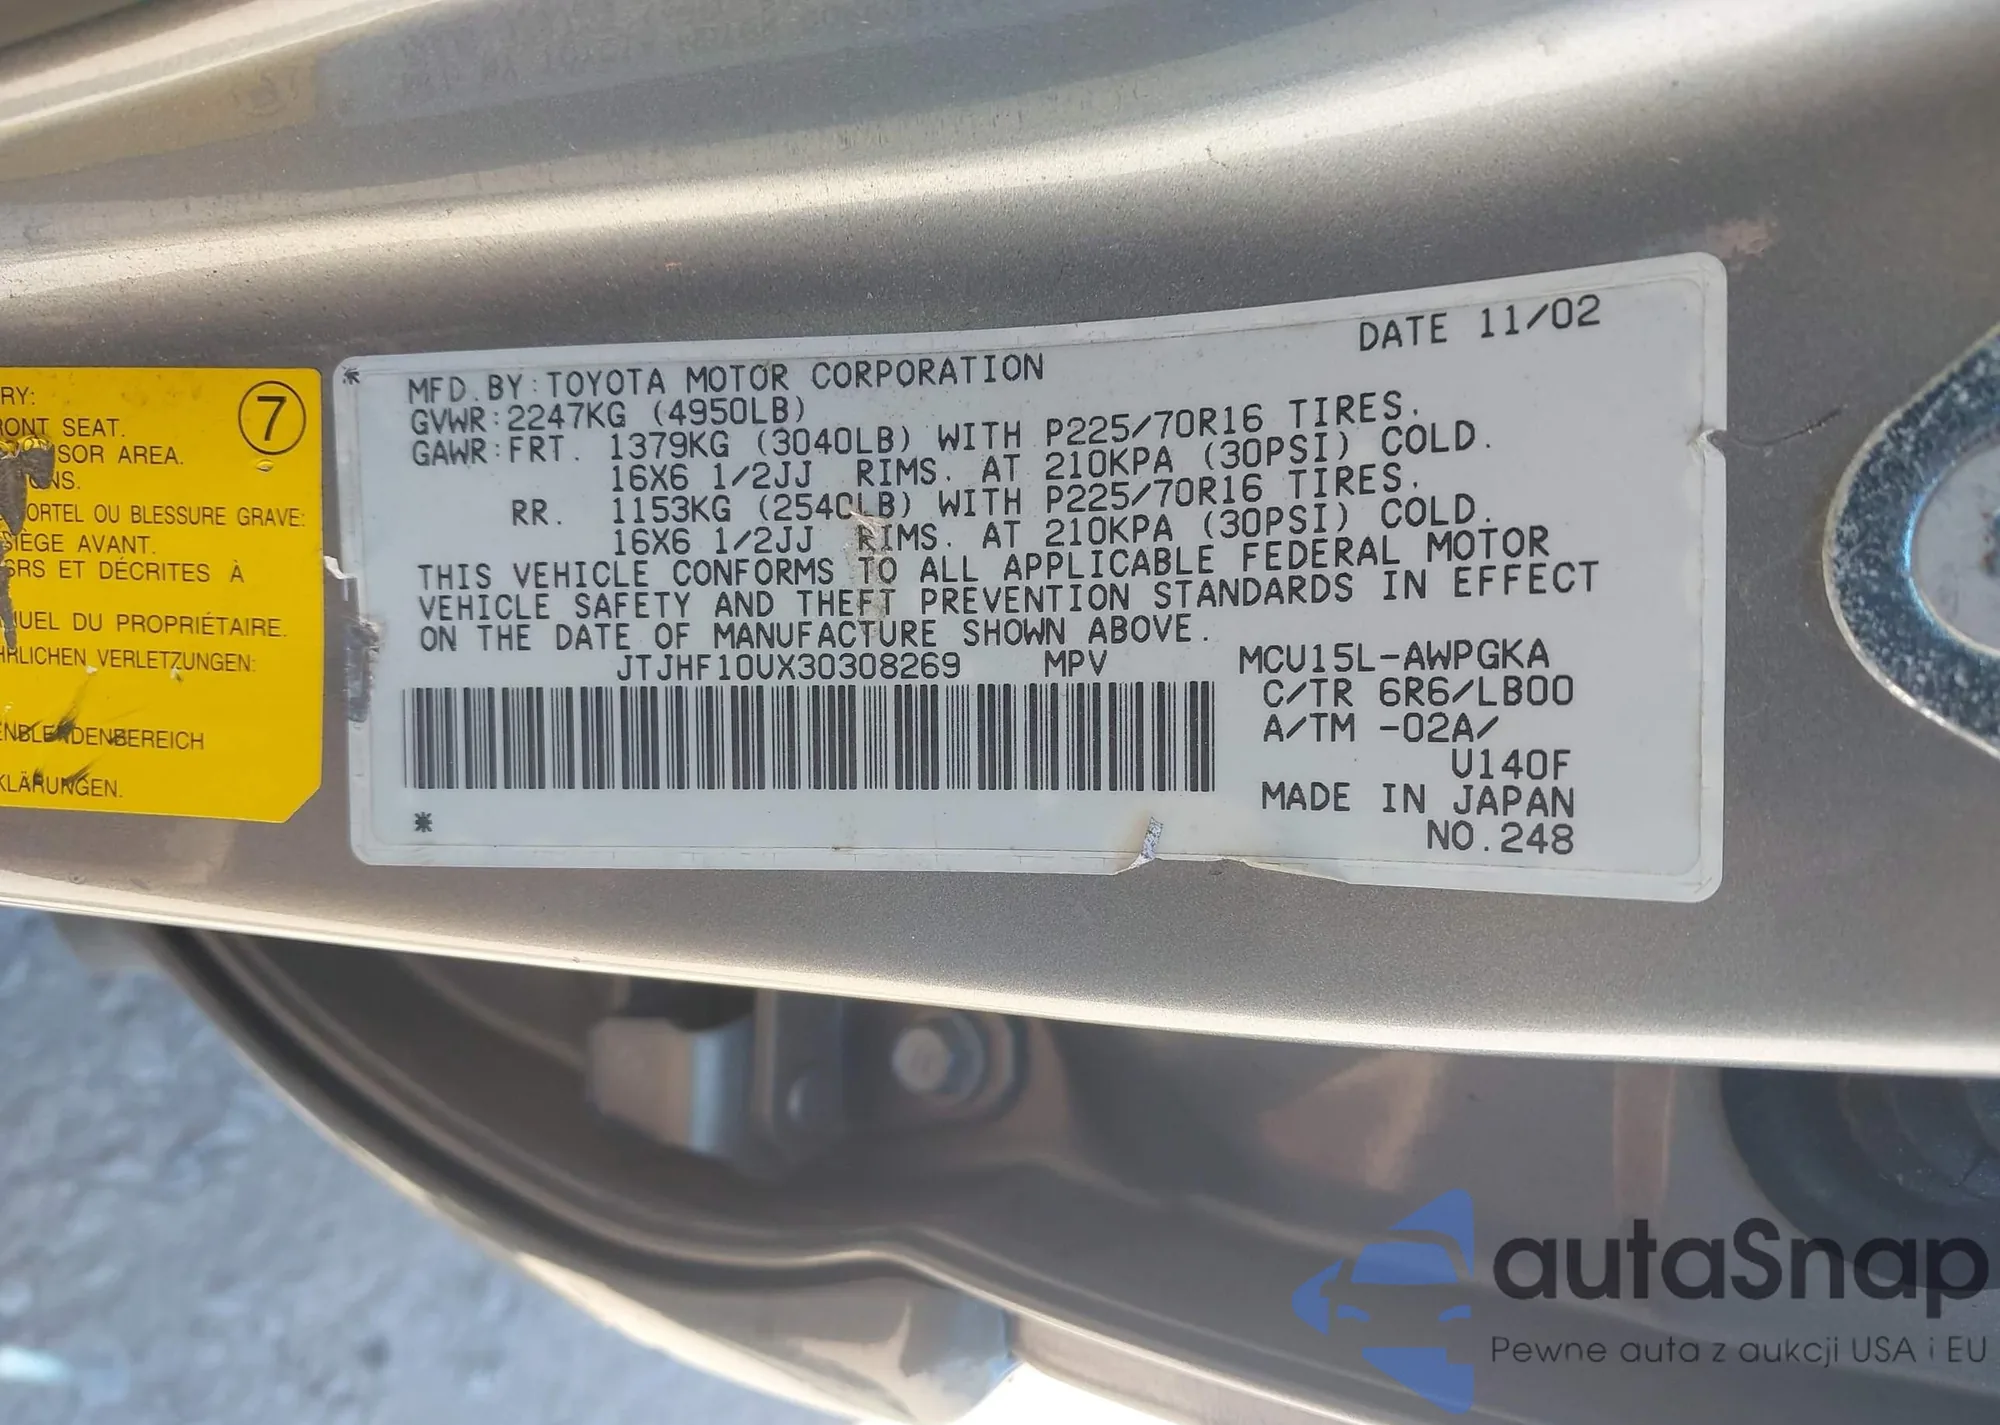 RY:
RONT SEAT.
SOR AREA.
ONS.
ORTEL OU BLESSURE GRAVE:
SIÈGE AVANT.
SRS ET DÉCRITES À
NUEL DU PROPRIÉTAIRE.
HRLICHEN VERLETZUNGEN:
ENBLENDENBEREICH
KLÄRUNGEN.
7
DATE 11/02
MFD.BY:TOYOTA MOTOR CORPORATION
GVWR:2247KG (4950LB)
GAWR:FRT. 1379KG (3040LB) WITH P225/70R16 TIRES.
16X6 1/2JJ RIMS. AT 210KPA (30PSI) COLD.
RR. 1153KG (2540LB) WITH P225/70R16 TIRES.
16X6 1/2JJ RIMS. AT 210KPA (30PSI) COLD.
THIS VEHICLE CONFORMS TO ALL APPLICABLE FEDERAL MOTOR
VEHICLE SAFETY AND THEFT PREVENTION STANDARDS IN EFFECT
ON THE DATE OF MANUFACTURE SHOWN ABOVE.
JTJHF10UX30308269 MPV MCU15L-AWPGKA
C/TR 6R6/LB00
A/TM -02A/
U140F
MADE IN JAPAN
NO.248
autaSnap
Pewne auta z aukcji USA i EU